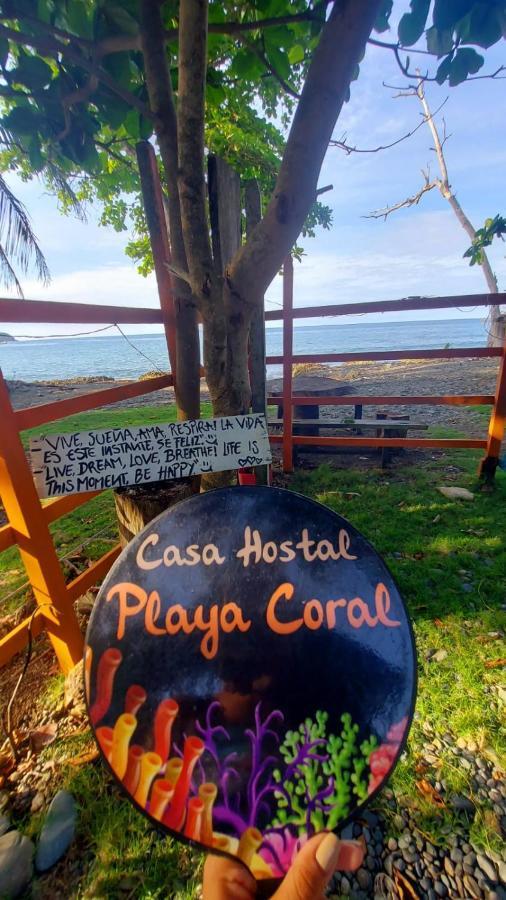 "VIVE, SUEÑA, AMA, RESPIRA! LA VIDA
ES ESTE INSTANTE, SE FELIZ"
LIVE, DREAM, LOVE, BREATHE! LIFE IS
THIS MOMENT, BE HAPPY"
Casa Hostal
Playa Coral